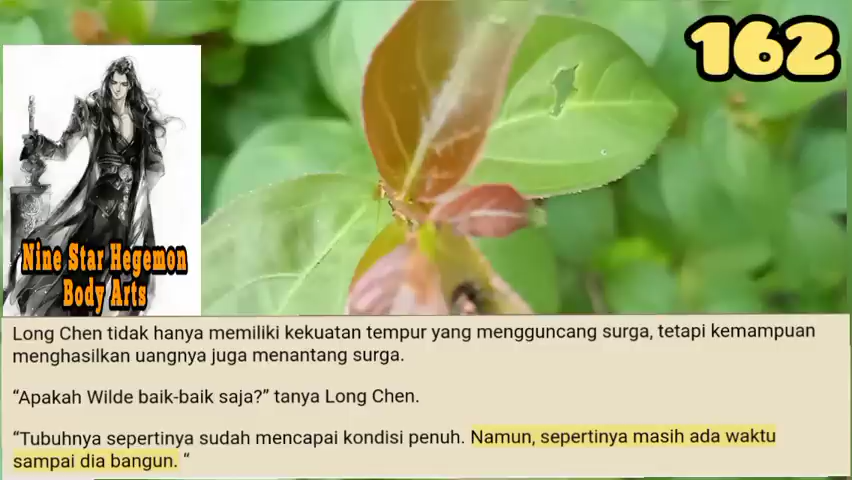 162
Nine Star Hegemon
Body Arts
Long Chen tidak hanya memiliki kekuatan tempur yang mengguncang surga, tetapi kemampuan
menghasilkan uangnya juga menantang surga.
“Apakah Wilde baik-baik saja?” tanya Long Chen.
“Tubuhnya sepertinya sudah mencapai kondisi penuh. Namun, sepertinya masih ada waktu
sampai dia bangun. “